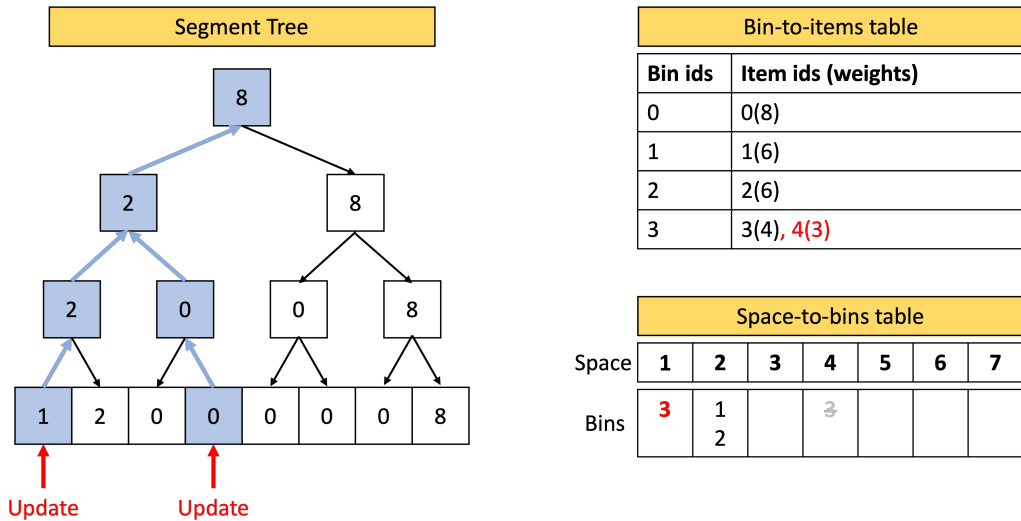 Segment Tree
8
2
8
2
0
0
8
1 2 0 0 0 0 0 8
Update
Update
Bin-to-items table
Bin ids Item ids (weights)
0 0(8)
1 1(6)
2 2(6)
3 3(4), 4(3)
Space-to-bins table
Space 1 2 3 4 5 6 7
Bins
3 1 3
2